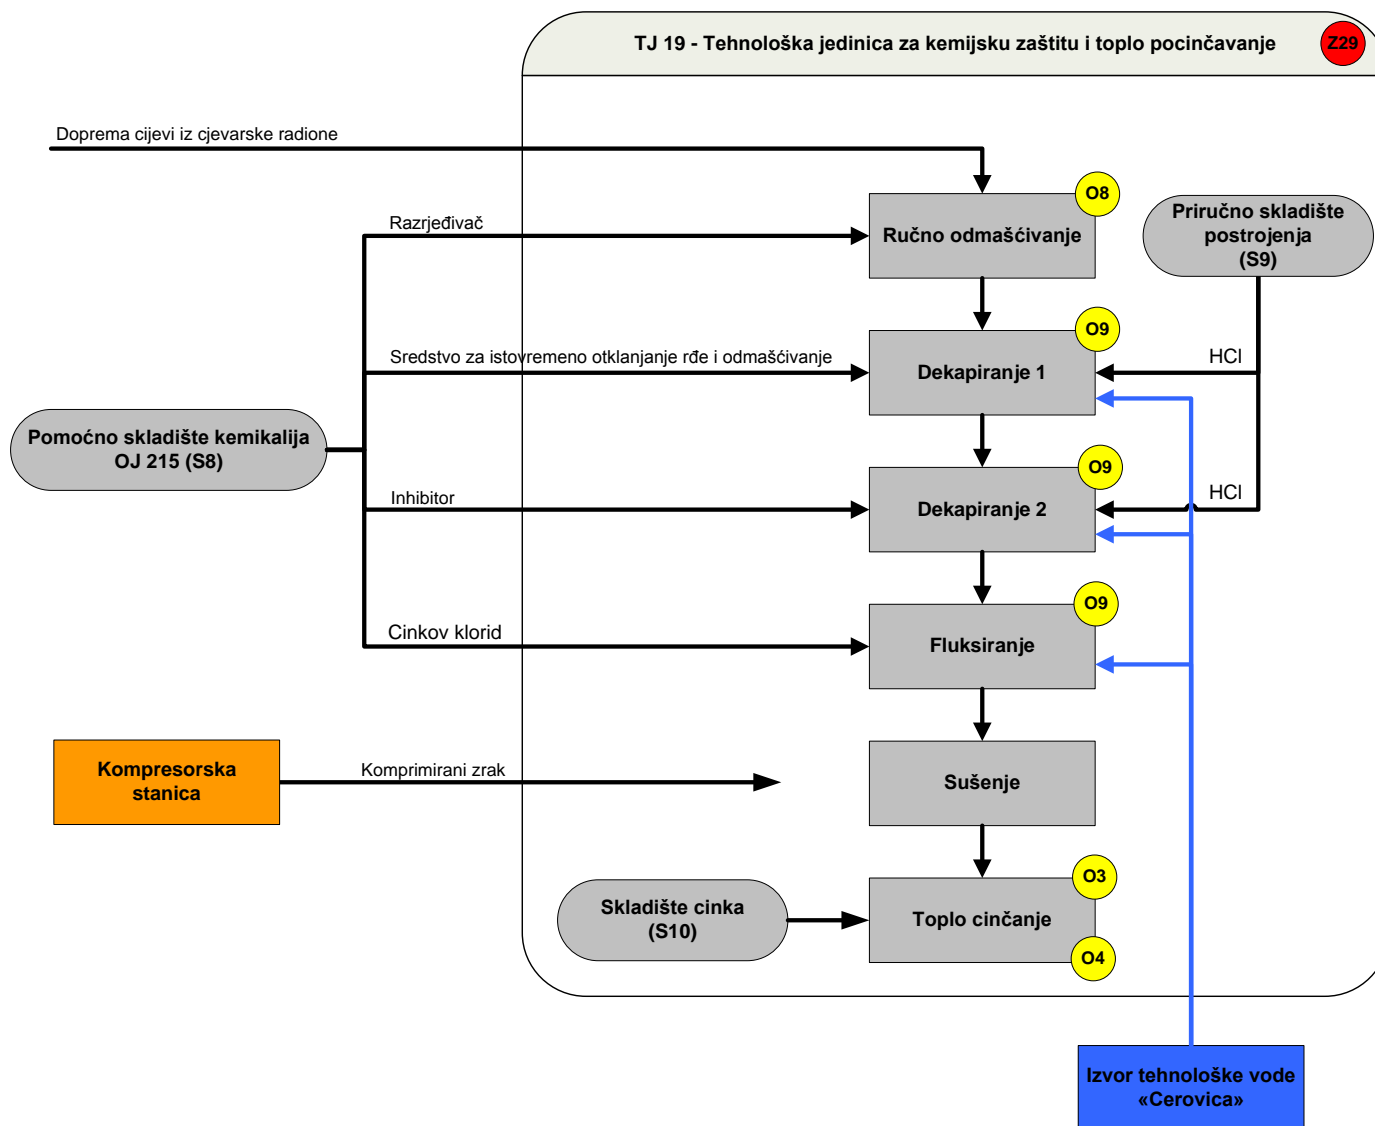 TJ 19 - Tehnološka jedinica za kemijsku zaštitu i toplo pocinčavanje
Z29
Doprema cijevi iz cjevarske radione
O8
Razrjeđivač
Ručno odmašćivanje
Priručno skladište
postrojenja
(S9)
O9
Sredstvo za istovremeno otklanjanje rđe i odmašćivanje
Dekapiranje 1
HCl
Pomoćno skladište kemikalija
OJ 215 (S8)
O9
Inhibitor
Dekapiranje 2
HCl
O9
Cinkov klorid
Fluksiranje
Kompresorska
stanica
Komprimirani zrak
Sušenje
O3
Skladište cinka
(S10)
Toplo cinčanje
O4
Izvor tehnološke vode
«Cerovica»